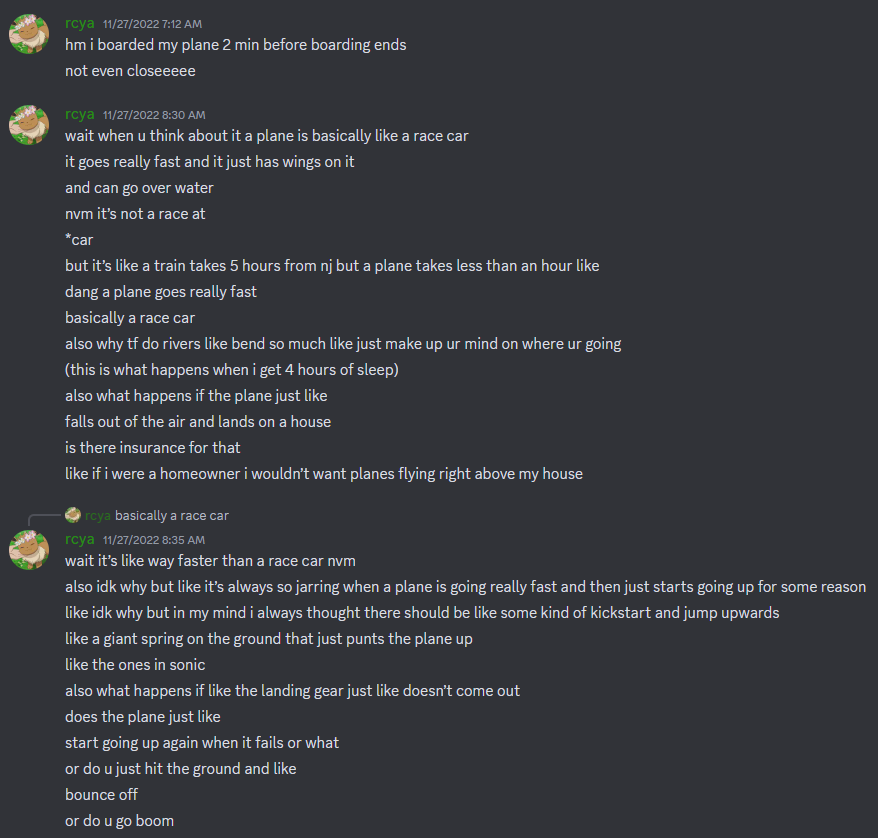 rcya 11/27/2022 7:12 AM
hm i boarded my plane 2 min before boarding ends
not even closeeeee
rcya 11/27/2022 8:30 AM
wait when u think about it a plane is basically like a race car
it goes really fast and it just has wings on it
and can go over water
nvm it's not a race at
*car
but it's like a train takes 5 hours from nj but a plane takes less than an hour like
dang a plane goes really fast
basically a race car
also why tf do rivers like bend so much like just make up ur mind on where ur going
(this is what happens when i get 4 hours of sleep)
also what happens if the plane just like
falls out of the air and lands on a house
is there insurance for that
like if i were a homeowner i wouldn't want planes flying right above my house
rcya basically a race car
rcya 11/27/2022 8:35 AM
wait it's like way faster than a race car nvm
also idk why but like it's always so jarring when a plane is going really fast and then just starts going up for some reason
like idk why but in my mind i always thought there should be like some kind of kickstart and jump upwards
like a giant spring on the ground that just punts the plane up
like the ones in sonic
also what happens if like the landing gear just like doesn't come out
does the plane just like
start going up again when it fails or what
or do u just hit the ground and like
bounce off
or do u go boom